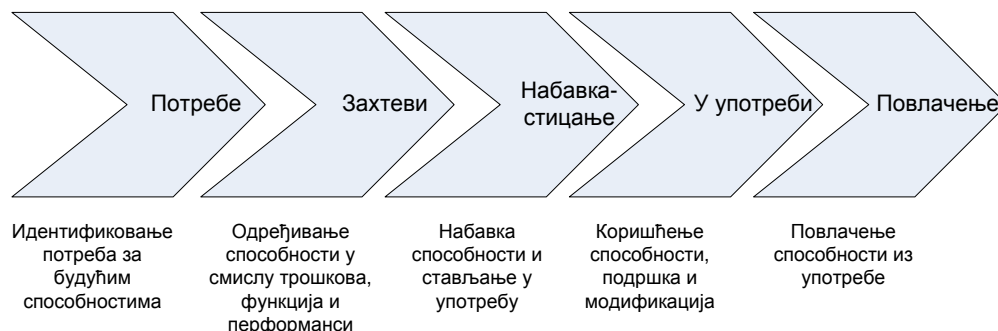 Потребе
Захтеви
Набавка-
стицање
У употреби
Повлачење
Идентификовање
потреба за
будућим
способностима
Одређивање
способности у
смислу трошкова,
функција и
перформанси
Набавка
способности и
стављање у
употребу
Коришћење
способности,
подршка и
модификација
Повлачење
способности из
употребе